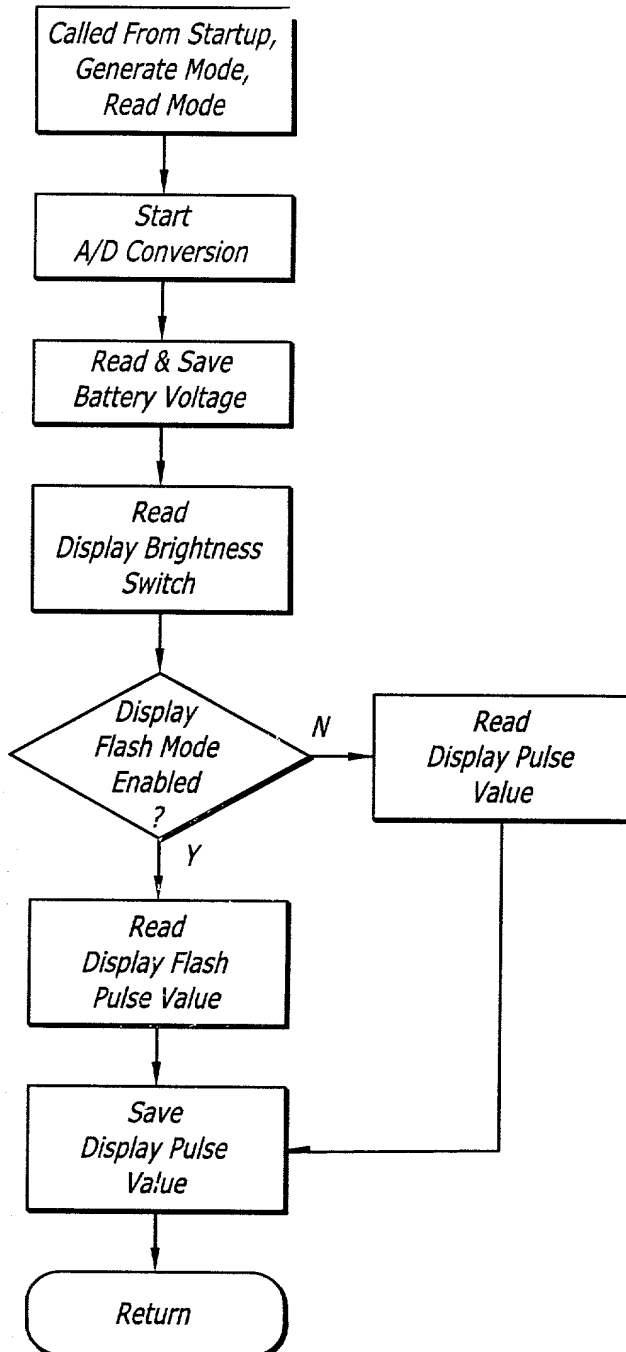 Called From Startup,
Generate Mode,
Read Mode
Start
A/D Conversion
Read & Save
Battery Voltage
Read
Display Brightness
Switch
Display
Flash Mode
Enabled
?
N
Read
Display Pulse
Value
Y
Read
Display Flash
Pulse Value
Save
Display Pulse
Value
Return